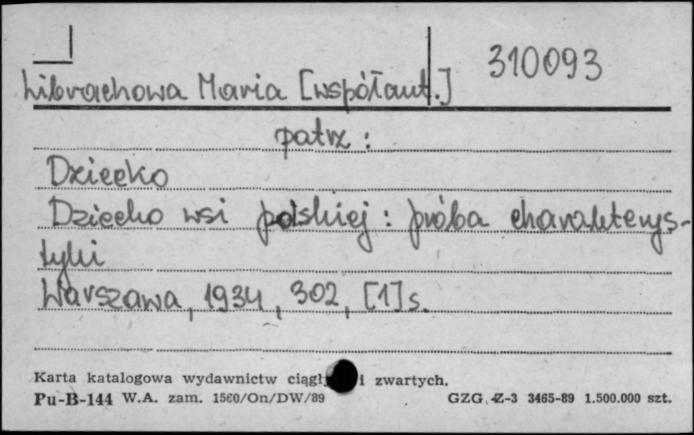 310093
Librachowa Maria [współaut.]
patrz :
Dziecko
Dziecko wsi polskiej : próba charakterys-
tyki
Warszawa, 1934, 302, [1] s.
Karta katalogowa wydawnictw ciągł i zwartych.
Pu-B-144 W.A. zam. 1560/On/DW/89 GZG Z-3 3465-89 1.500.000 szt.